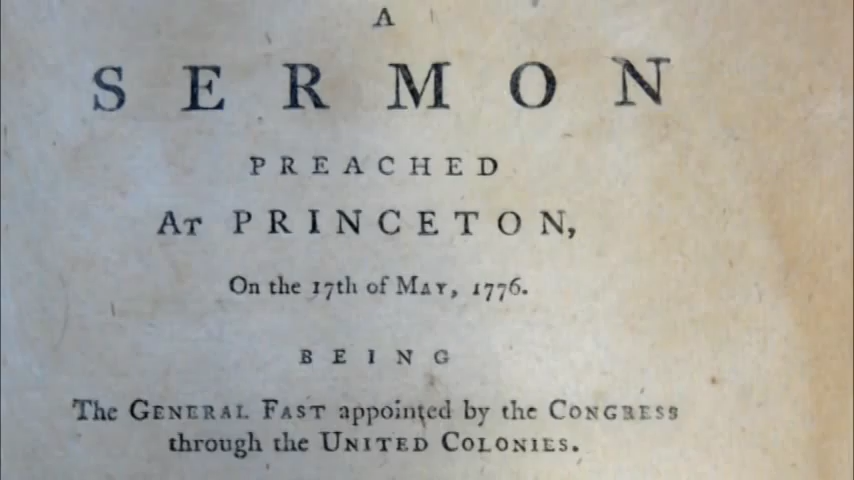 A
SERMON
PREACHED
AT PRINCETON,
On the 17th of MAY, 1776.
BEING
The GENERAL FAST appointed by the CONGRESS
through the UNITED COLONIES.